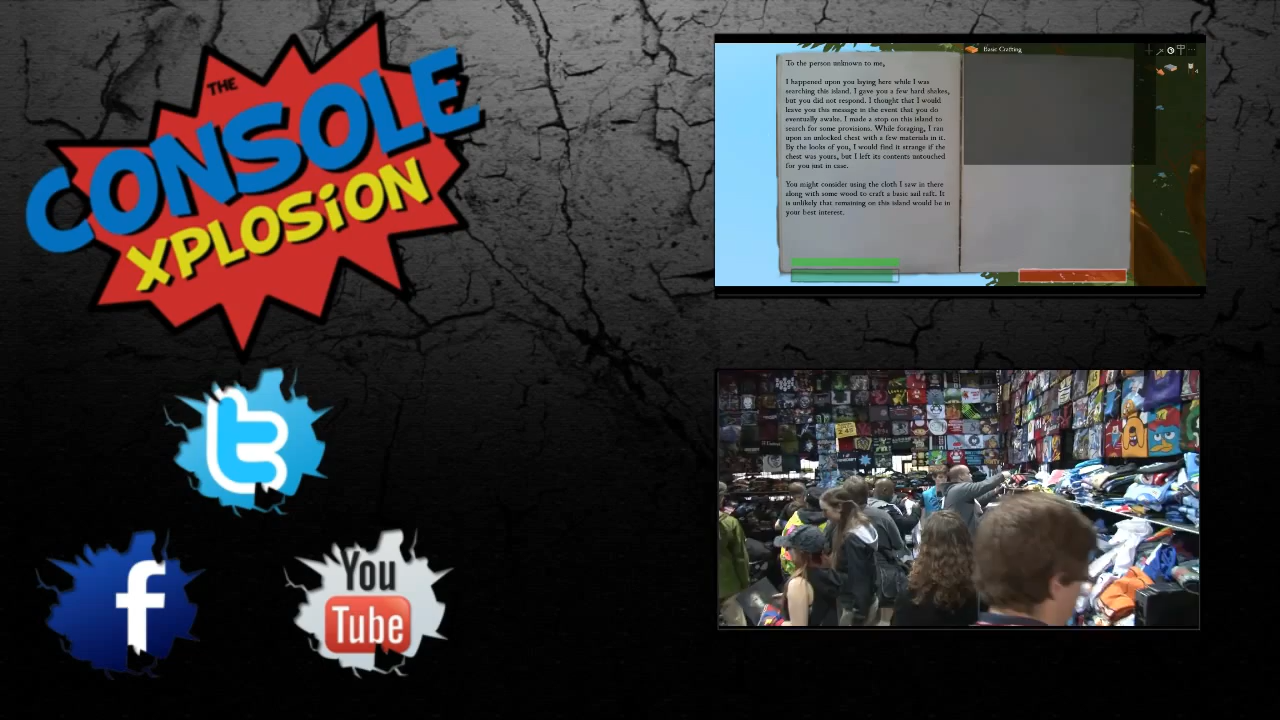 THE
CONSOLE
XPLOSiON
t
f
You
Tube
Basic Crafting
To the person unknown to me,
I happened upon you laying here while I was
searching this island. I gave you a few hard shakes,
but you did not respond. I thought that I would
leave you this message in the event that you do
eventually awake. I made a stop on this island to
search for some provisions. While foraging, I ran
upon an unlocked chest with a few materials in it.
By the looks of you, I would find it strange if the
chest was yours, but I left its contents untouched
for you just in case.
You might consider using the cloth I saw in there
along with some wood to craft a basic sail raft. It
is unlikely that remaining on this island would be in
your best interest.